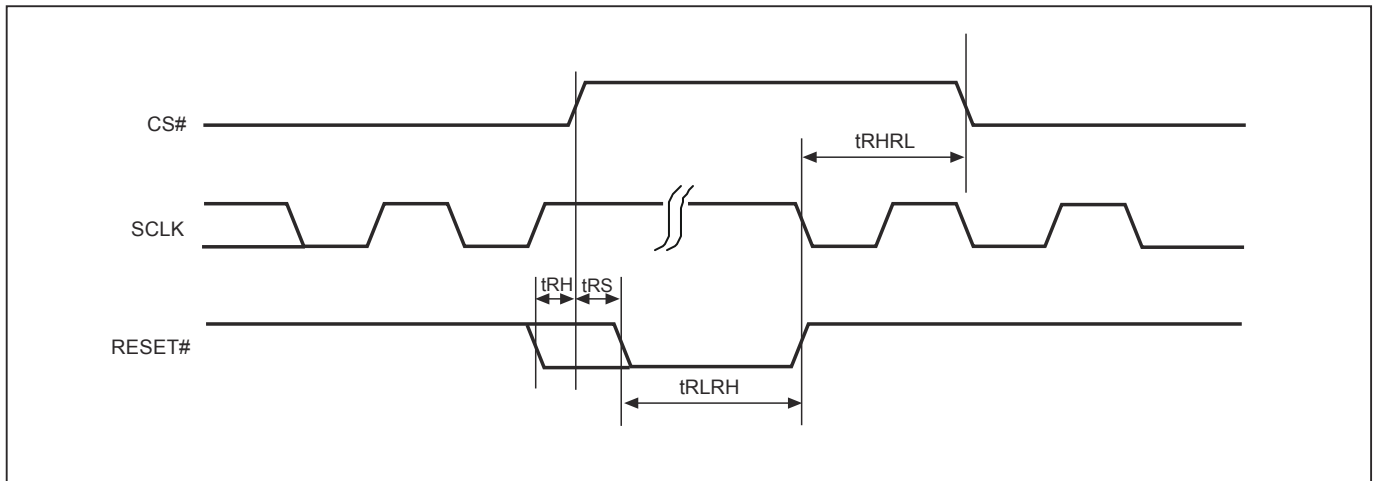 CS#
tRHRL
SCLK
tRH
tRS
RESET#
tRLRH